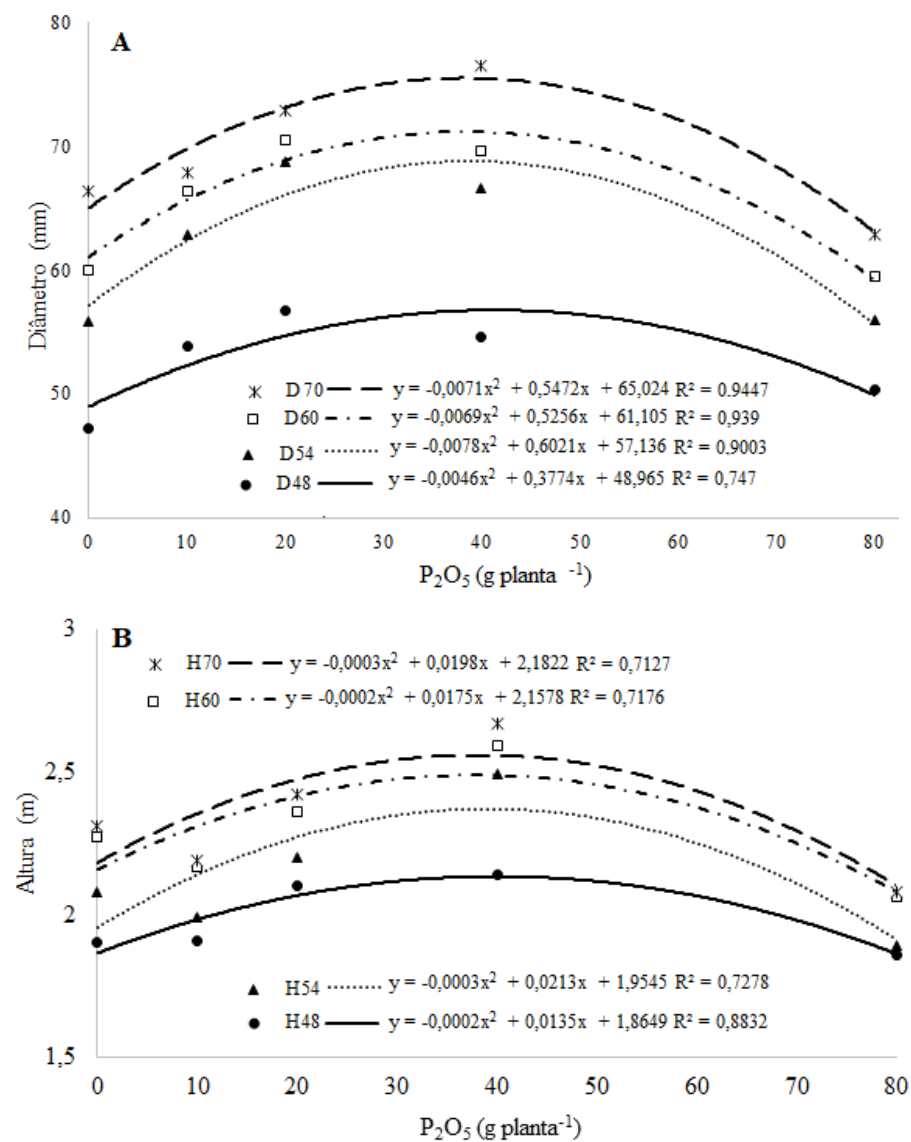 A
80
70
60
50
40
Diâmetro (mm)
D70 y = -0,0071x² + 0,5472x + 65,024 R² = 0.9447
D60 y = -0,0069x² + 0,5256x + 61,105 R² = 0,939
D54 y = -0,0078x² + 0,6021x + 57,136 R² = 0,9003
D48 y = -0,0046x² + 0,3774x + 48,965 R² = 0,747
0 10 20 30 40 50 60 70 80
P₂O₅ (g planta ⁻¹)
B
3
2,5
2
1,5
Altura (m)
H70 y = -0,0003x² + 0,0198x + 2,1822 R² = 0,7127
H60 y = -0,0002x² + 0,0175x + 2,1578 R² = 0,7176
H54 y = -0,0003x² + 0,0213x + 1,9545 R² = 0,7278
H48 y = -0,0002x² + 0,0135x + 1,8649 R² = 0,8832
0 10 20 30 40 50 60 70 80
P₂O₅ (g planta⁻¹)